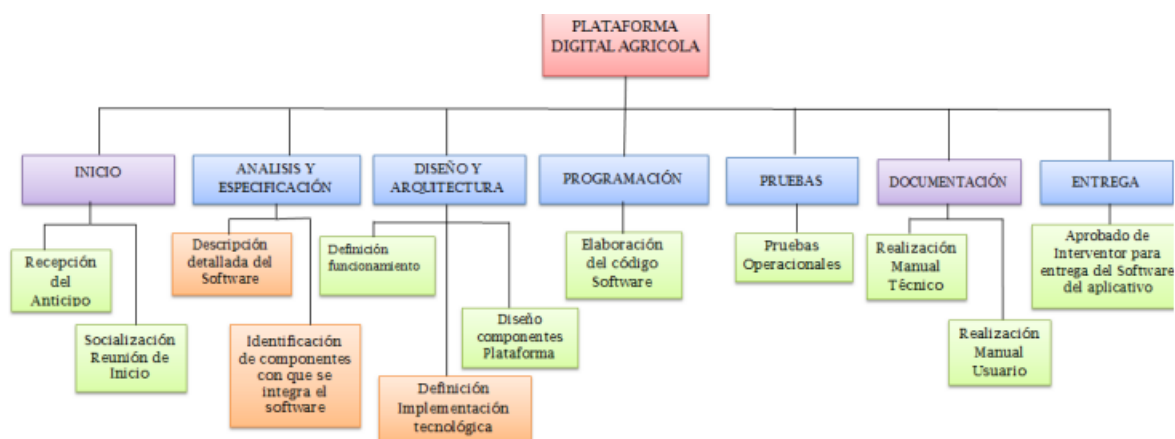 PLATAFORMA
DIGITAL AGRICOLA
INICIO
ANALISIS Y
ESPECIFICACIÓN
DISEÑO Y
ARQUITECTURA
PROGRAMACIÓN
PRUEBAS
DOCUMENTACIÓN
ENTREGA
Recepción
del
Anticipo
Socialización
Reunión de
Inicio
Descripción
detallada del
Software
Identificación
de componentes
con que se
integra el
software
Definición
funcionamiento
Definición
Implementación
tecnológica
Diseño
componentes
Plataforma
Elaboración
del código
Software
Pruebas
Operacionales
Realización
Manual
Técnico
Realización
Manual
Usuario
Aprobado de
Interventor para
entrega del Software
del aplicativo